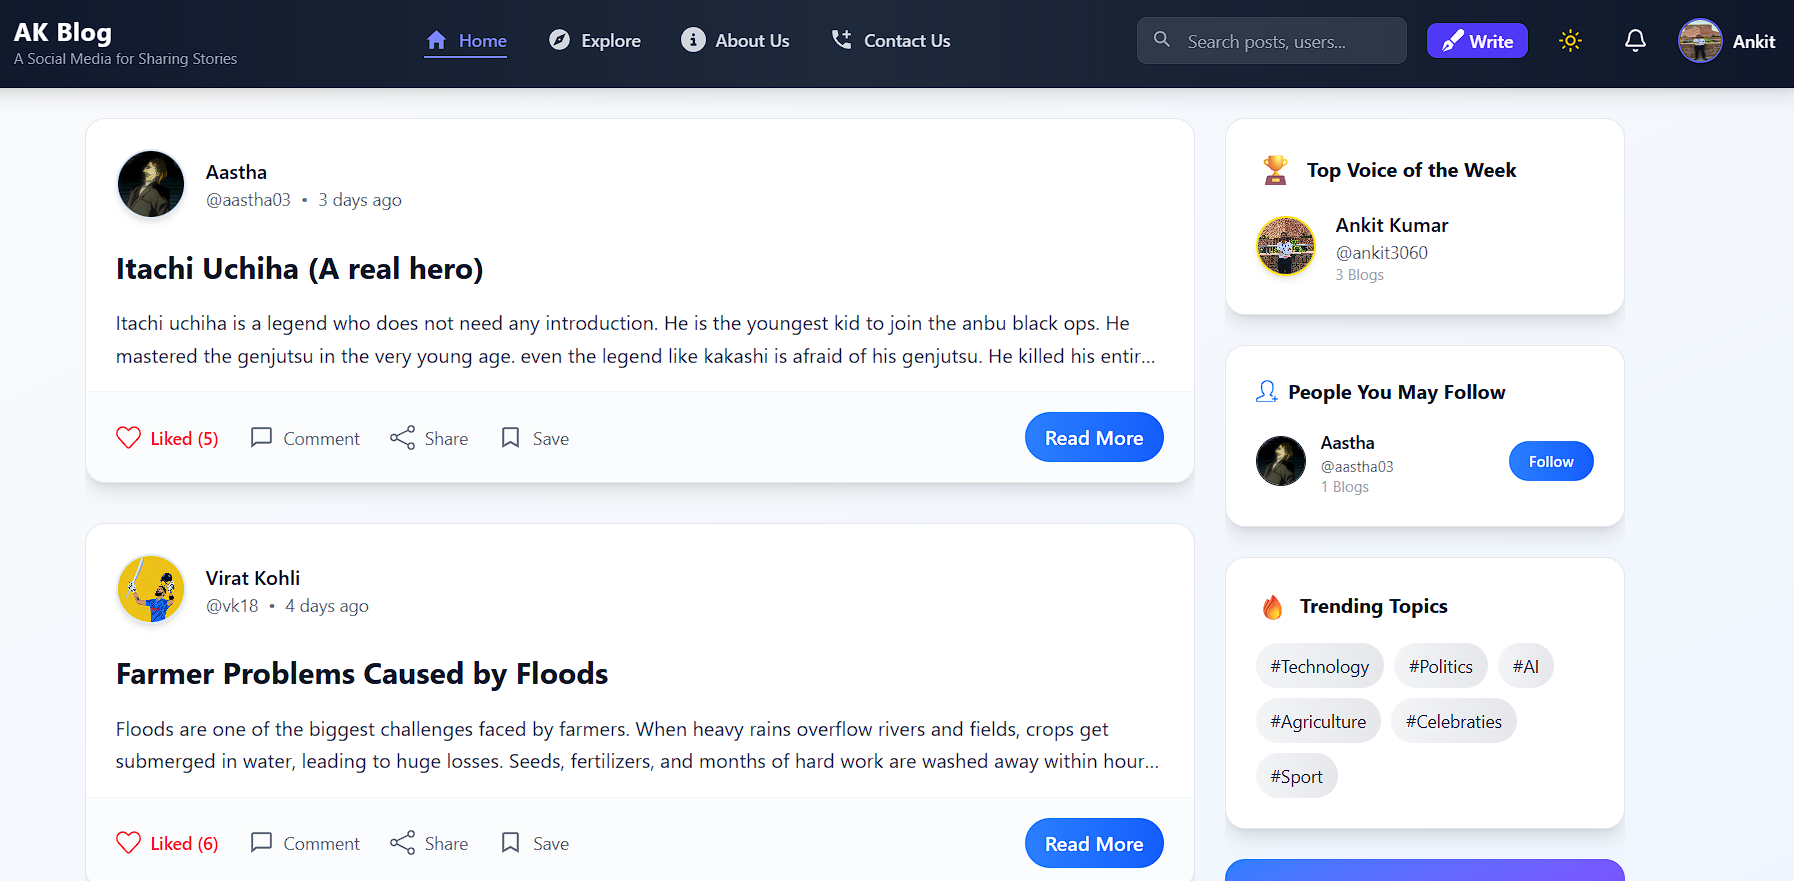 AK Blog
A Social Media for Sharing Stories
Home
Explore
About Us
Contact Us
Search posts, users...
Write
Ankit
Aastha
@aastha03 • 3 days ago
Itachi Uchiha (A real hero)
Itachi uchiha is a legend who does not need any introduction. He is the youngest kid to join the anbu black ops. He
mastered the genjutsu in the very young age. even the legend like kakashi is afraid of his genjutsu. He killed his entir...
Liked (5)
Comment
Share
Save
Read More
Virat Kohli
@vk18 • 4 days ago
Farmer Problems Caused by Floods
Floods are one of the biggest challenges faced by farmers. When heavy rains overflow rivers and fields, crops get
submerged in water, leading to huge losses. Seeds, fertilizers, and months of hard work are washed away within hour...
Liked (6)
Comment
Share
Save
Read More
Top Voice of the Week
Ankit Kumar
@ankit3060
3 Blogs
People You May Follow
Aastha
@aastha03
1 Blogs
Follow
Trending Topics
#Technology
#Politics
#AI
#Agriculture
#Celebraties
#Sport